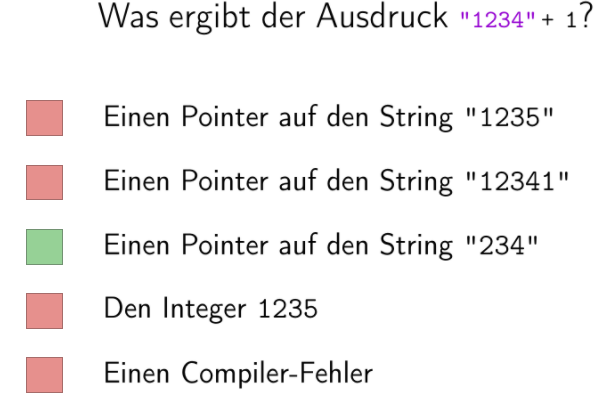 Was ergibt der Ausdruck "1234"+ 1?
Einen Pointer auf den String "1235"
Einen Pointer auf den String "12341"
Einen Pointer auf den String "234"
Den Integer 1235
Einen Compiler-Fehler